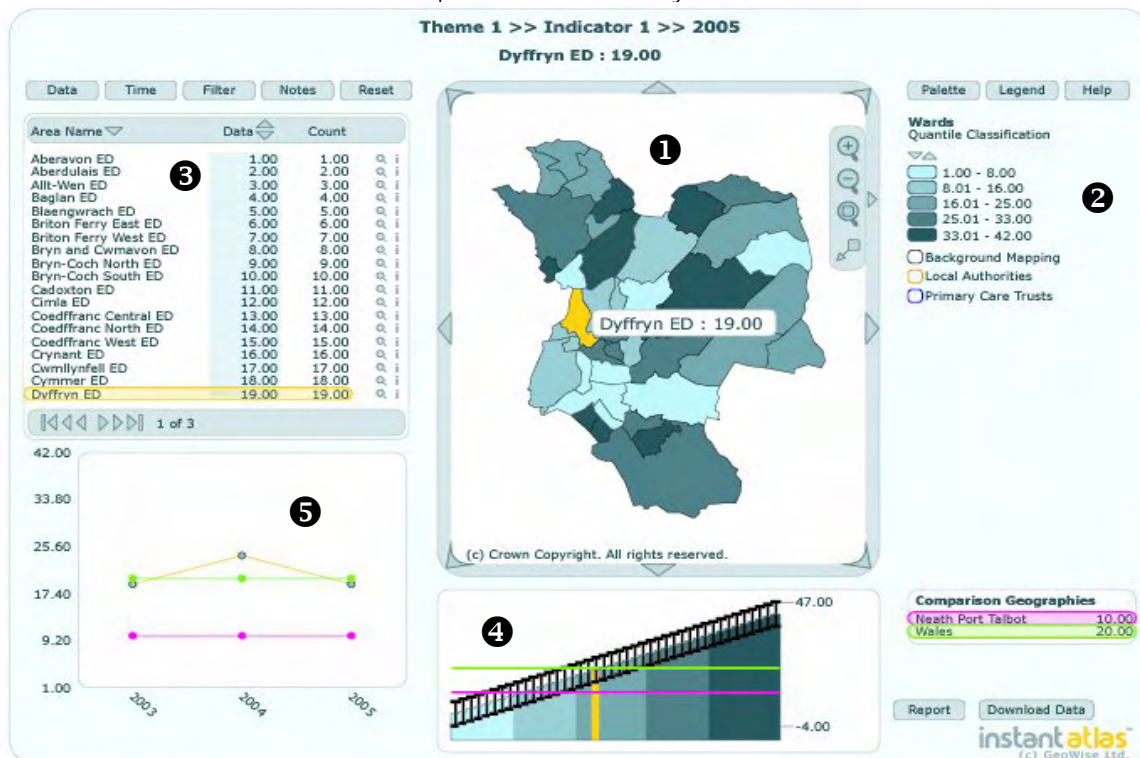 Theme 1 >> Indicator 1 >> 2005
Dyffryn ED : 19.00
Data Time Filter Notes Reset
Palette Legend Help
Area Name Data Count
Aberavon ED 1.00 1.00
Aberdulais ED 2.00 2.00
Allt-Wen ED 3.00 3.00
Baglan ED 4.00 4.00
Blaengwrach ED 5.00 5.00
Briton Ferry East ED 6.00 6.00
Briton Ferry West ED 7.00 7.00
Bryn and Cwmavon ED 8.00 8.00
Bryn-Coch North ED 9.00 9.00
Bryn-Coch South ED 10.00 10.00
Cadoxton ED 11.00 11.00
Cimla ED 12.00 12.00
Coedffranc Central ED 13.00 13.00
Coedffranc North ED 14.00 14.00
Coedffranc West ED 15.00 15.00
Crynant ED 16.00 16.00
Cwmllynfell ED 17.00 17.00
Cymmer ED 18.00 18.00
Dyffryn ED 19.00 19.00
1 of 3
❸
❶
Dyffryn ED : 19.00
(c) Crown Copyright. All rights reserved.
Wards
Quantile Classification
1.00 - 8.00
8.01 - 16.00
16.01 - 25.00
25.01 - 33.00
33.01 - 42.00
Background Mapping
Local Authorities
Primary Care Trusts
❷
42.00
33.80
25.60
17.40
9.20
1.00
2003 2004 2005
❺
❹
47.00
-4.00
Comparison Geographies
Neath Port Talbot 10.00
Wales 20.00
Report Download Data
instantatlas™
(c) GeoWise Ltd.